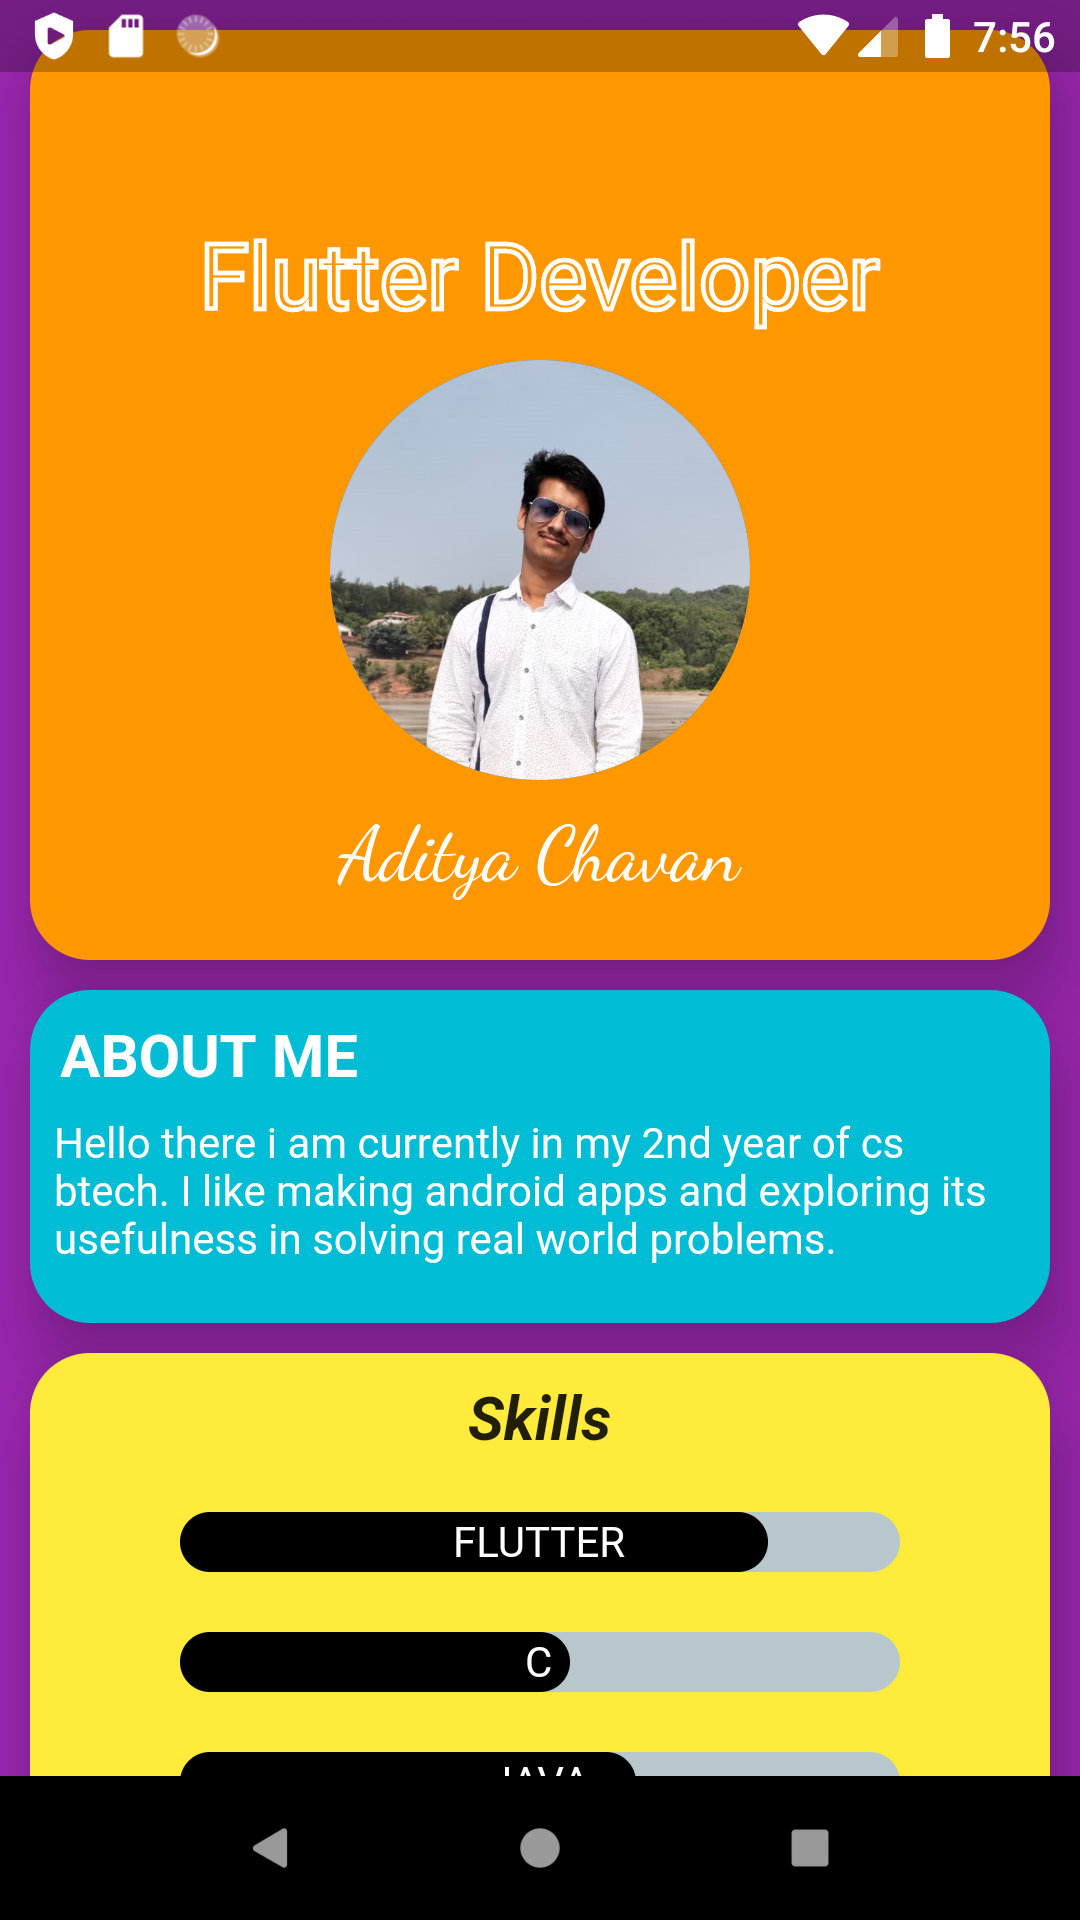 7:56
Flutter Developer
Aditya Chavan
ABOUT ME
Hello there i am currently in my 2nd year of cs
btech. I like making android apps and exploring its
usefulness in solving real world problems.
Skills
FLUTTER
C
JAVA